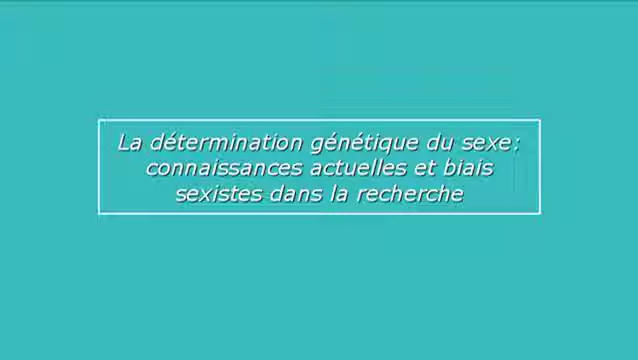 La détermination génétique du sexe:
connaissances actuelles et biais
sexistes dans la recherche